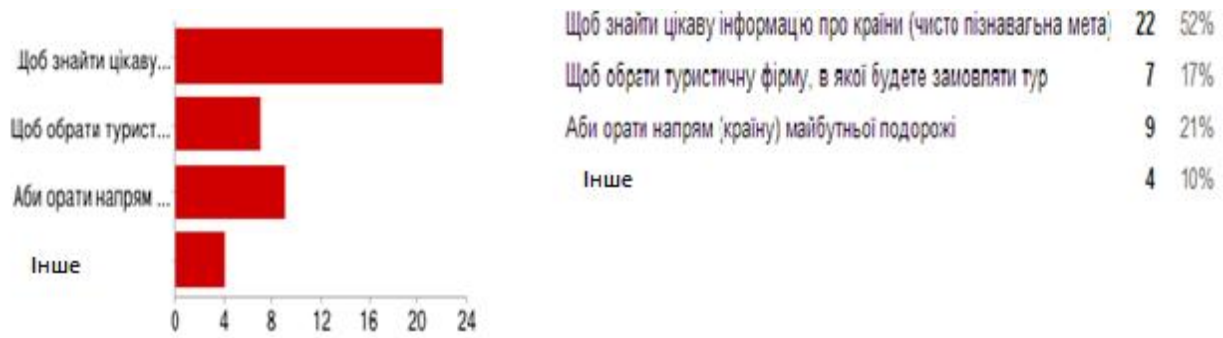 Щоб знайти цікаву...
Щоб обрати турист...
Аби орати напрям ...
Інше
0 4 8 12 16 20 24
Щоб знайти цікаву інформацю про країни (чисто пізнавагьна мета) 22 52%
Щоб обрати туристичну фірму, в якої будете замовляти тур 7 17%
Аби орати напрям (країну) майбутньої подорожі 9 21%
Інше 4 10%